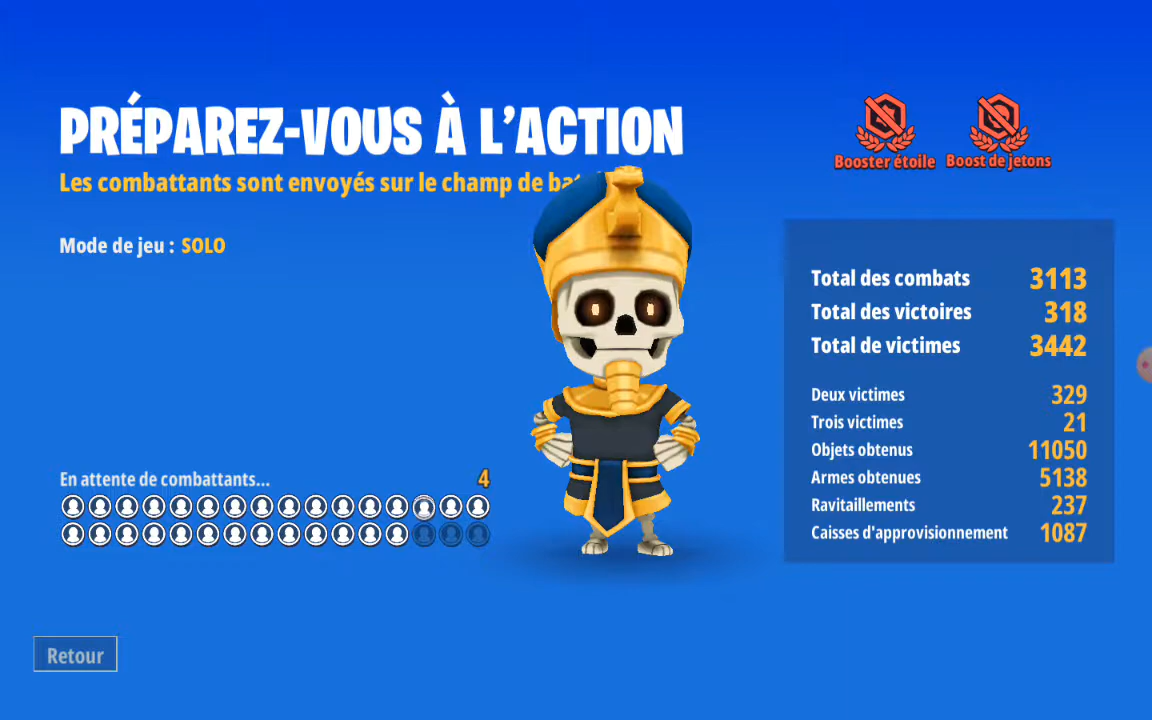 PRÉPAREZ-VOUS À L'ACTION
Les combattants sont envoyés sur le champ de
Mode de jeu : SOLO
Booster étoile
Boost de jetons
Total des combats 3113
Total des victoires 318
Total de victimes 3442
Deux victimes 329
Trois victimes 21
Objets obtenus 11050
Armes obtenues 5138
Ravitaillements 237
Caisses d'approvisionnement 1087
En attente de combattants... 4
Retour